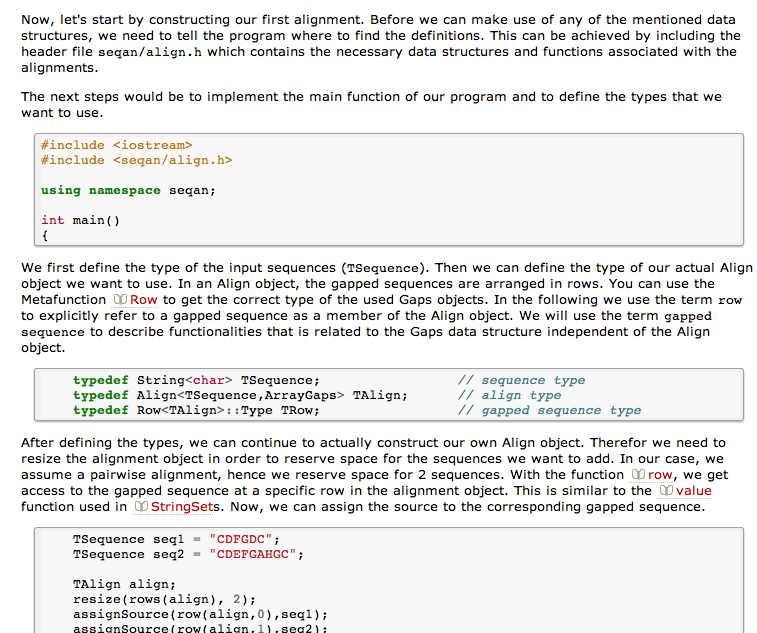 Now, let's start by constructing our first alignment. Before we can make use of any of the mentioned data
structures, we need to tell the program where to find the definitions. This can be achieved by including the
header file seqan/align.h which contains the necessary data structures and functions associated with the
alignments.
The next steps would be to implement the main function of our program and to define the types that we
want to use.
#include <iostream>
#include <seqan/align.h>
using namespace seqan;
int main()
{
We first define the type of the input sequences (TSequence). Then we can define the type of our actual Align
object we want to use. In an Align object, the gapped sequences are arranged in rows. You can use the
Metafunction Row to get the correct type of the used Gaps objects. In the following we use the term row
to explicitly refer to a gapped sequence as a member of the Align object. We will use the term gapped
sequence to describe functionalities that is related to the Gaps data structure independent of the Align
object.
typedef String<char> TSequence; // sequence type
typedef Align<TSequence,ArrayGaps> TAlign; // align type
typedef Row<TAlign>::Type TRow; // gapped sequence type
After defining the types, we can continue to actually construct our own Align object. Therefor we need to
resize the alignment object in order to reserve space for the sequences we want to add. In our case, we
assume a pairwise alignment, hence we reserve space for 2 sequences. With the function row, we get
access to the gapped sequence at a specific row in the alignment object. This is similar to the value
function used in StringSets. Now, we can assign the source to the corresponding gapped sequence.
TSequence seq1 = "CDFGDC";
TSequence seq2 = "CDEFGAHGC";
TAlign align;
resize(rows(align), 2);
assignSource(row(align,0),seq1);
assignSource(row(align,1),seq2);